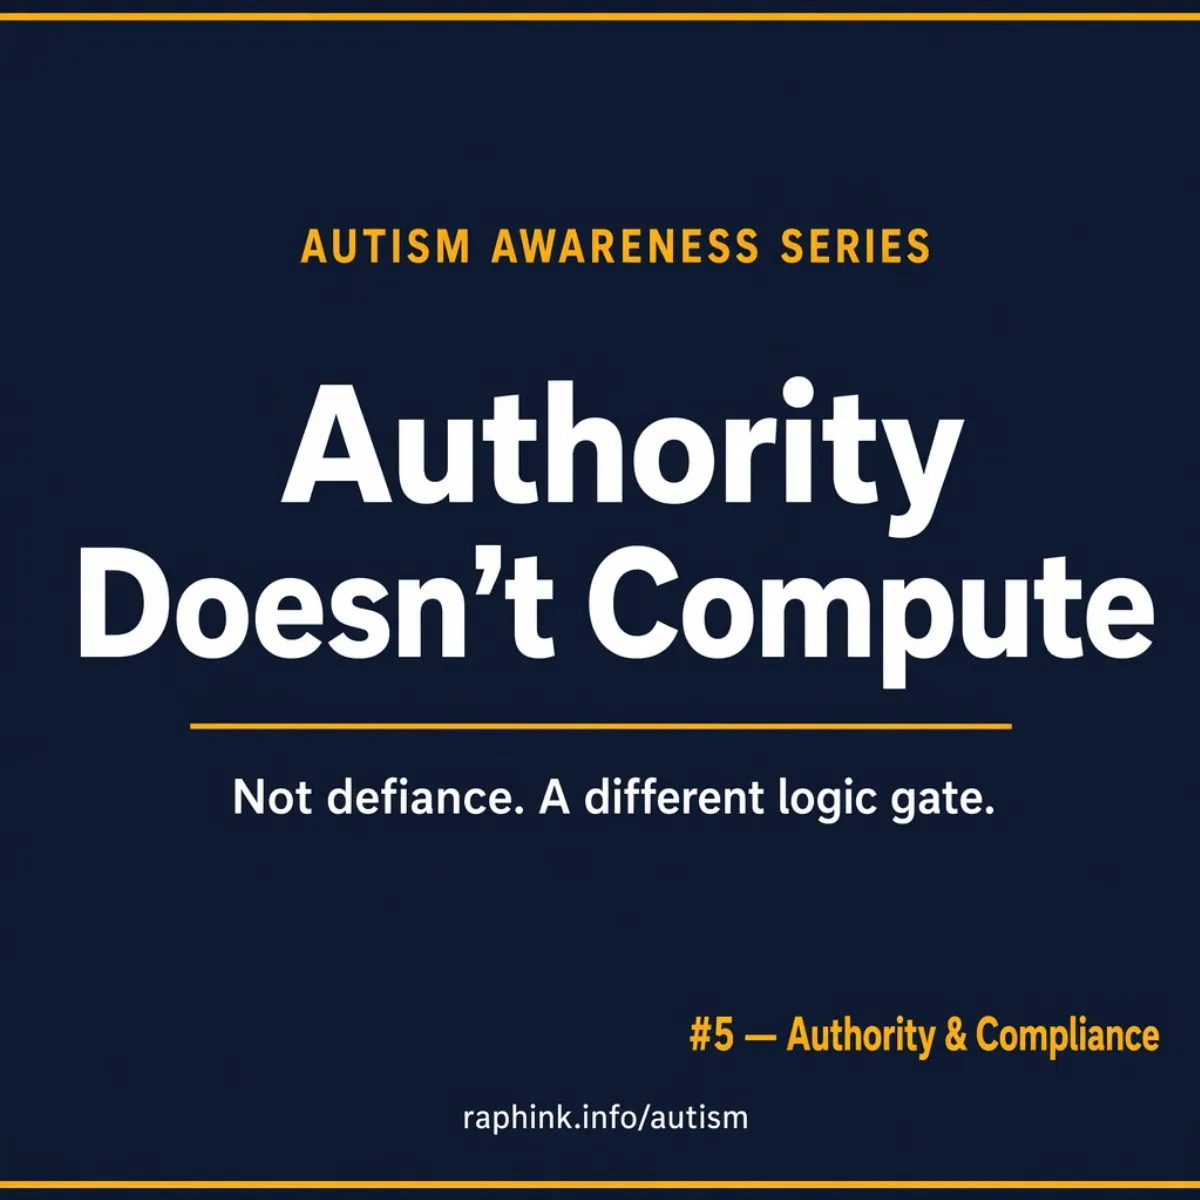 AUTISM AWARENESS SERIES
Authority
Doesn’t Compute
Not defiance. A different logic gate.
#5 — Authority & Compliance
raphink.info/autism